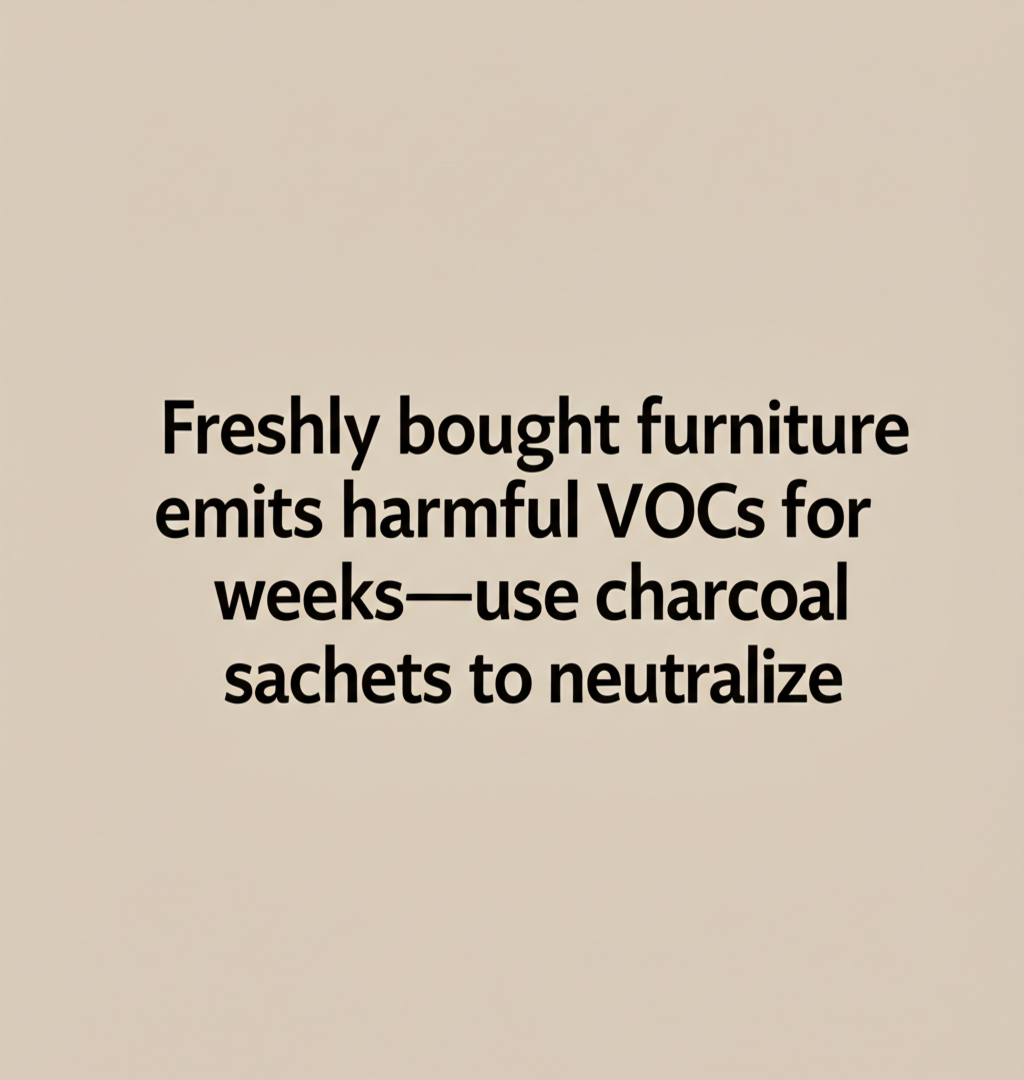 Freshly bought furniture
emits harmful VOCs for
weeks—use charcoal
sachets to neutralize